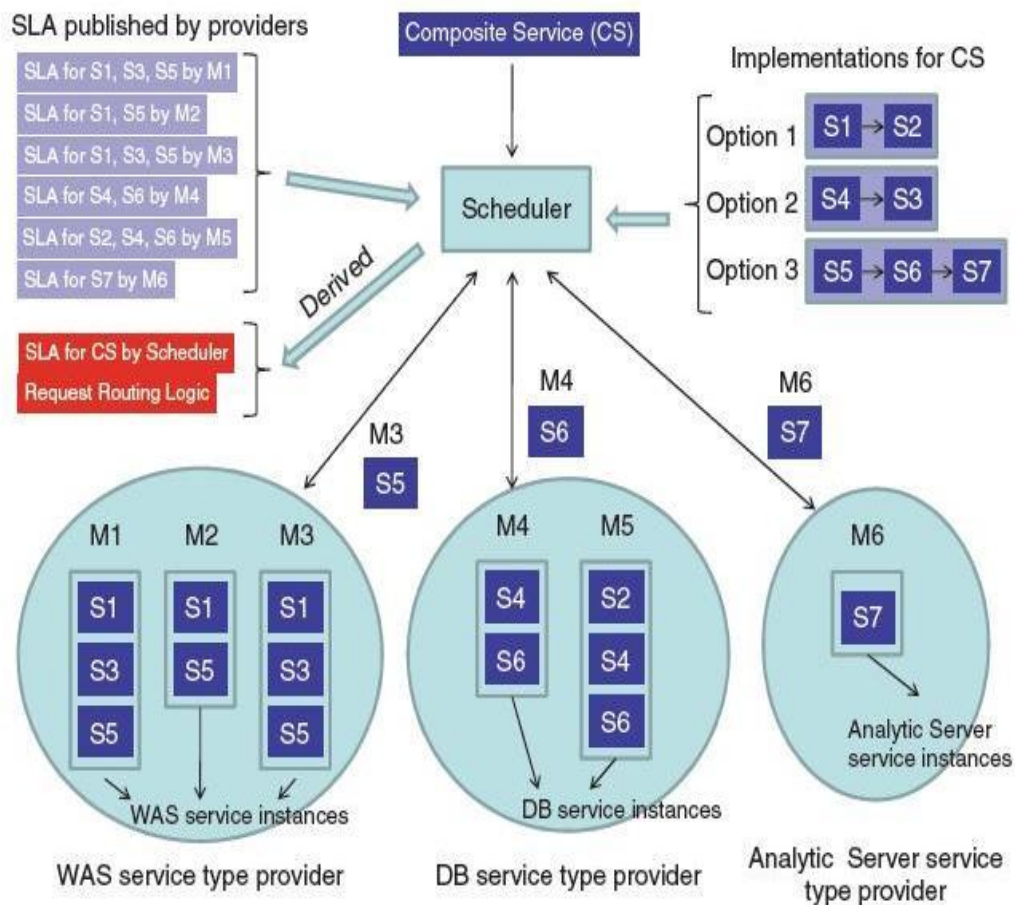 SLA published by providers
SLA for S1, S3, S5 by M1
SLA for S1, S5 by M2
SLA for S1, S3, S5 by M3
SLA for S4, S6 by M4
SLA for S2, S4, S6 by M5
SLA for S7 by M6
SLA for CS by Scheduler
Request Routing Logic
Composite Service (CS)
Scheduler
Derived
Implementations for CS
Option 1
S1
S2
Option 2
S4
S3
Option 3
S5
S6
S7
M3
S5
M4
S6
M6
S7
M1
S1
S3
S5
M2
S1
S5
M3
S1
S3
S5
WAS service instances
WAS service type provider
M4
S4
S6
M5
S2
S4
S6
DB service instances
DB service type provider
M6
S7
Analytic Server
service instances
Analytic Server service
type provider